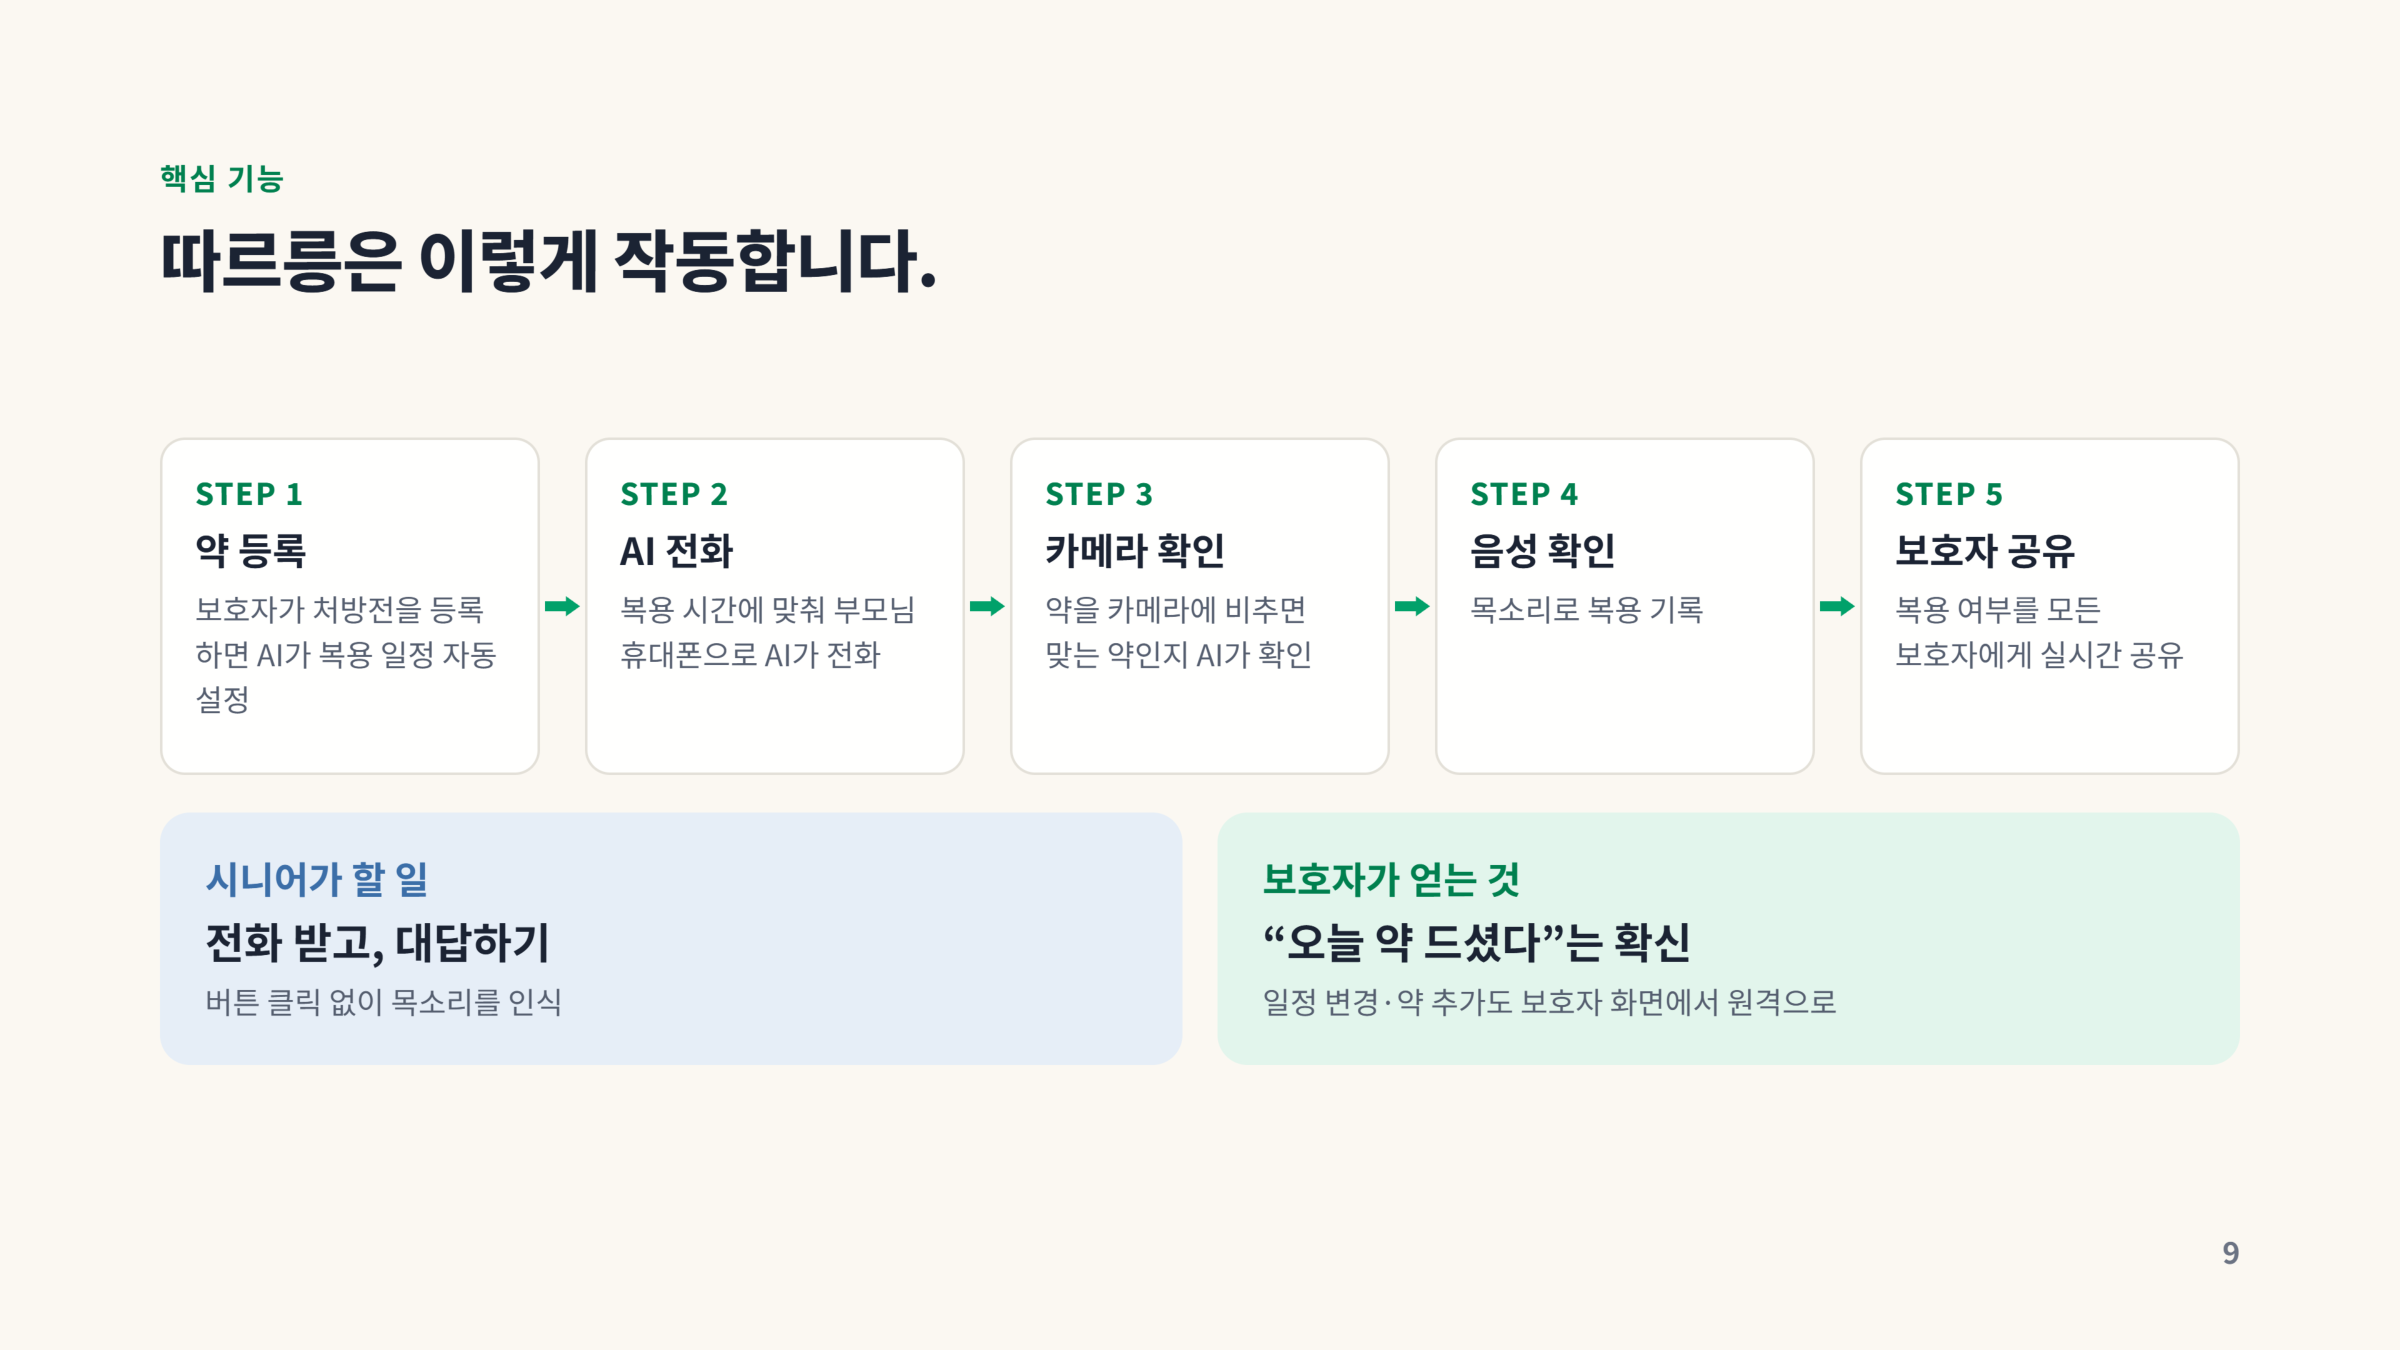 핵심 기능
따르릉은 이렇게 작동합니다.
STEP 1
약 등록
보호자가 처방전을 등록
하면 AI가 복용 일정 자동
설정
STEP 2
AI 전화
복용 시간에 맞춰 부모님
휴대폰으로 AI가 전화
STEP 3
카메라 확인
약을 카메라에 비추면
맞는 약인지 AI가 확인
STEP 4
음성 확인
목소리로 복용 기록
STEP 5
보호자 공유
복용 여부를 모든
보호자에게 실시간 공유
시니어가 할 일
전화 받고, 대답하기
버튼 클릭 없이 목소리를 인식
보호자가 얻는 것
“오늘 약 드셨다”는 확신
일정 변경·약 추가도 보호자 화면에서 원격으로
9